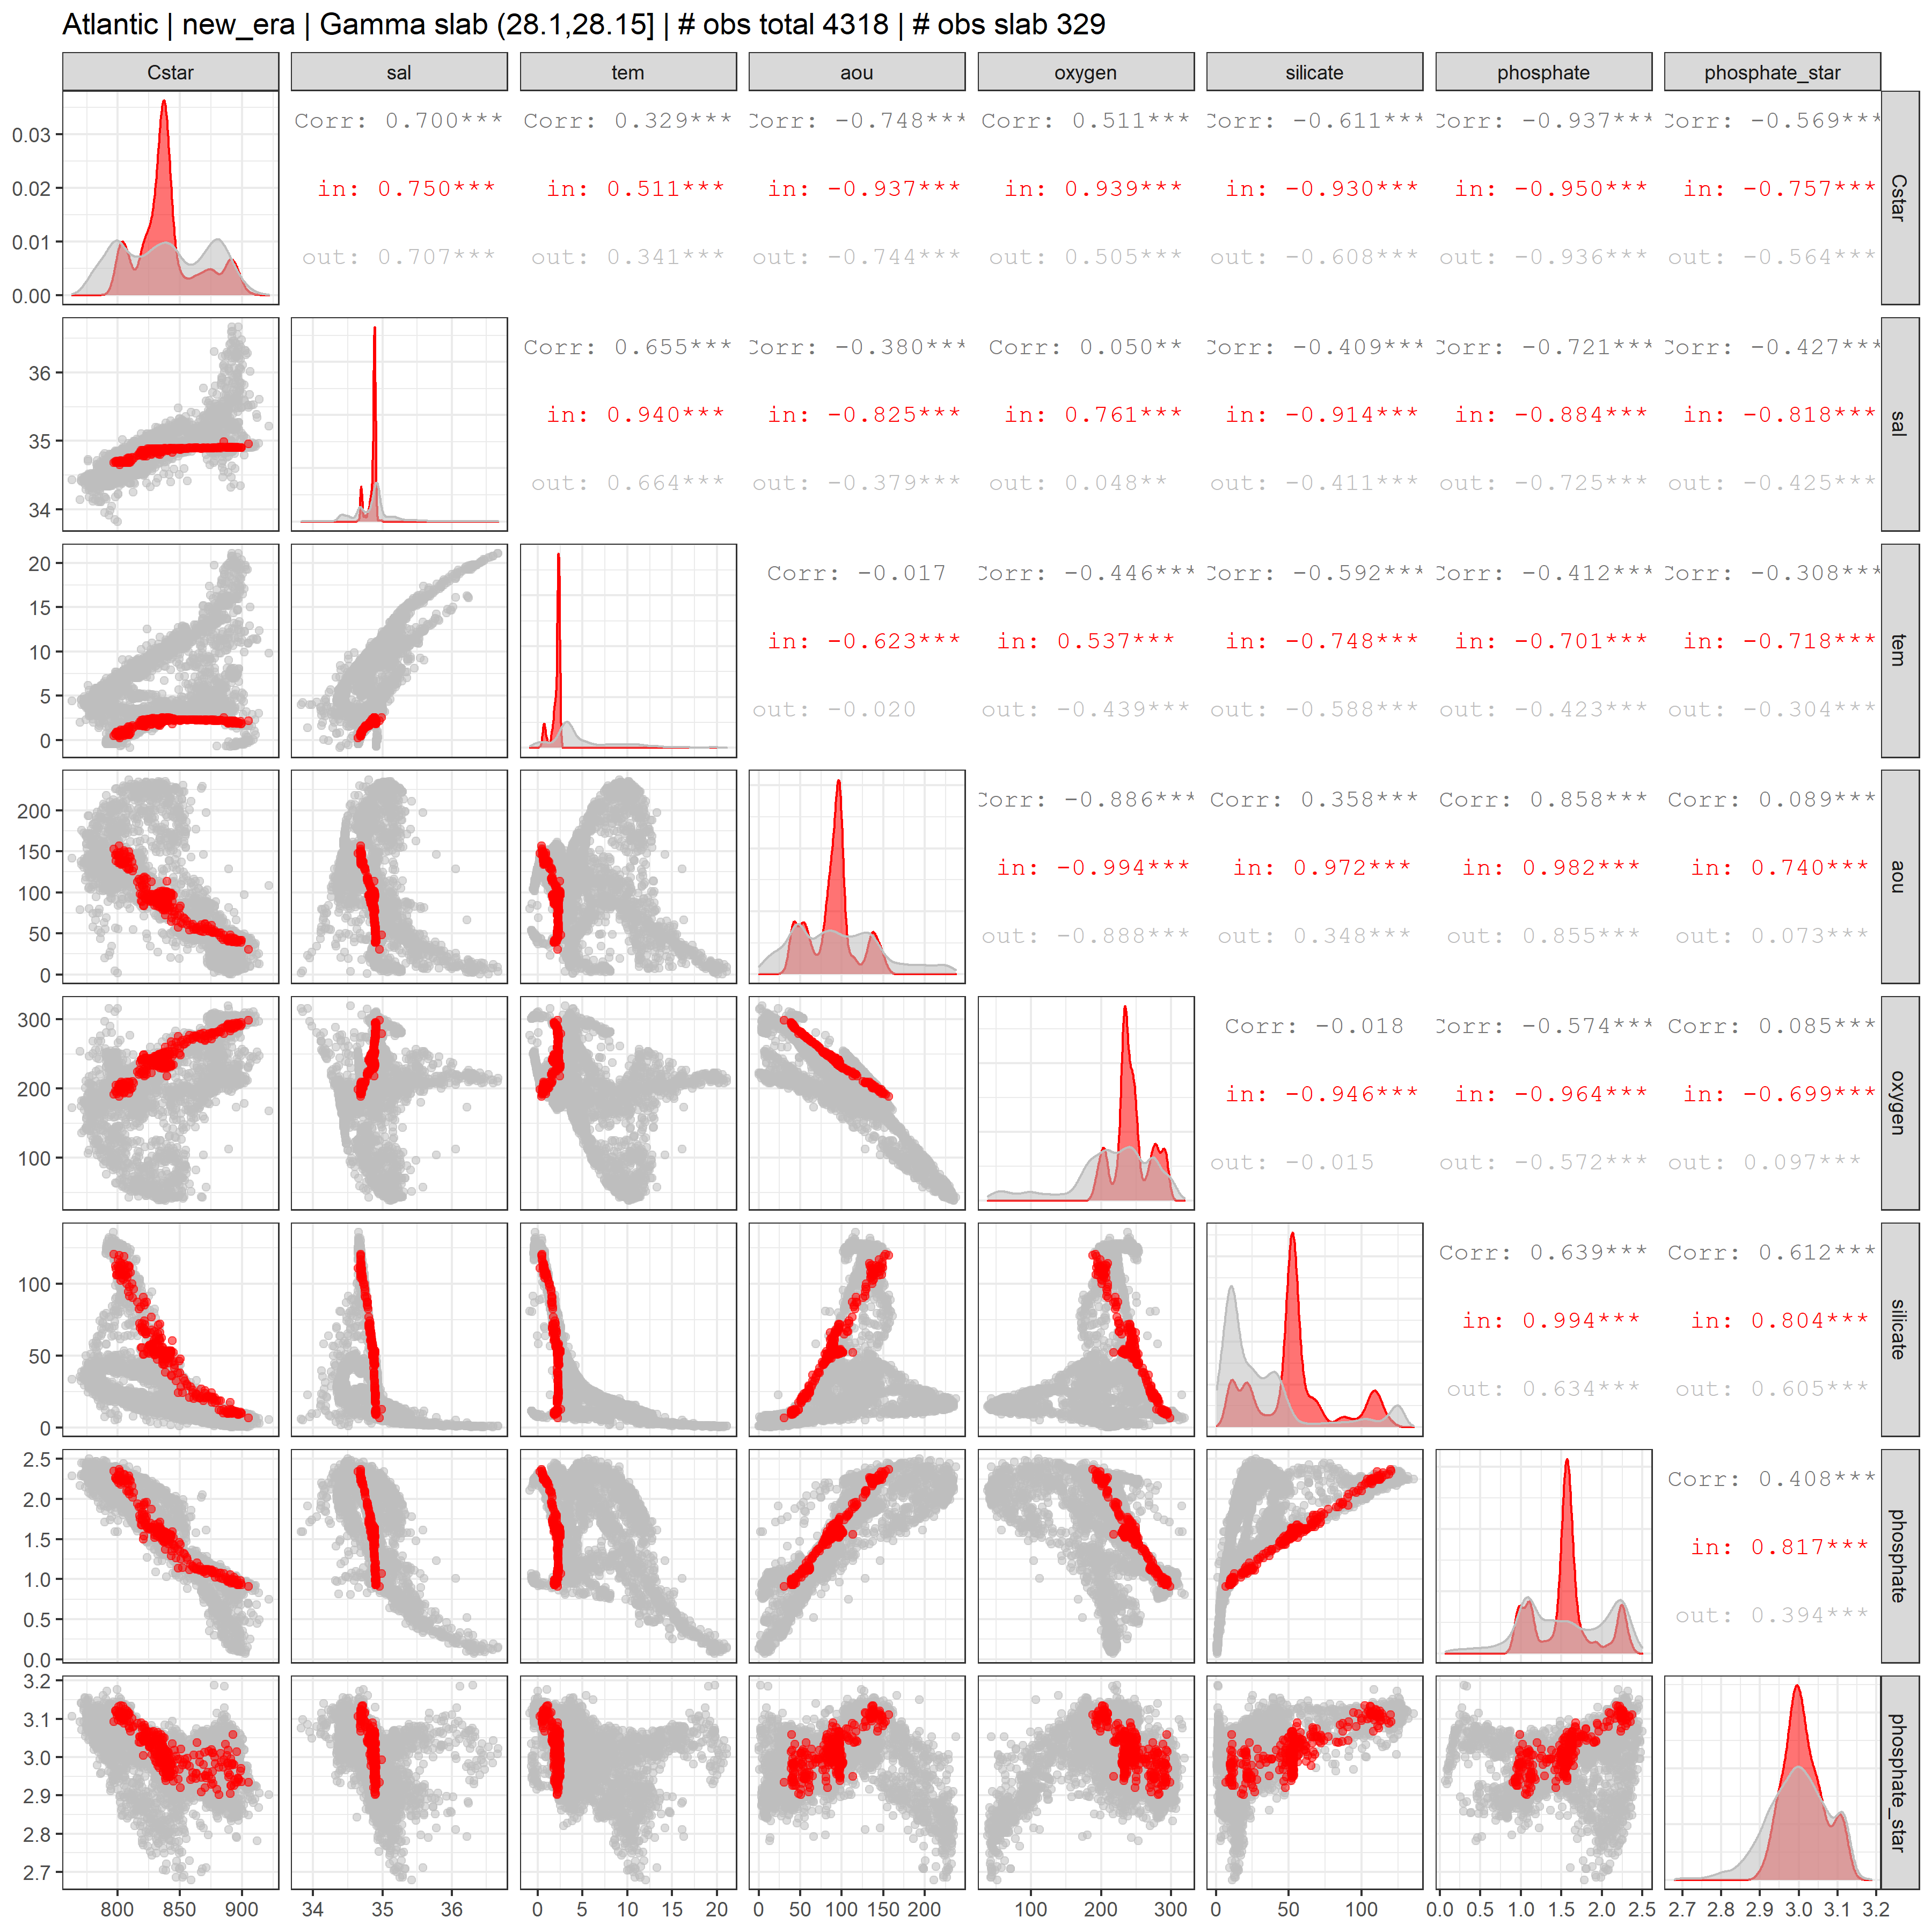 Atlantic | new_era | Gamma slab (28.1,28.15] | # obs total 4318 | # obs slab 329
Cstar sal tem aou oxygen silicate phosphate phosphate_star
Corr: 0.700*** Corr: 0.329*** Corr: -0.748*** Corr: 0.511*** Corr: -0.611*** Corr: -0.937*** Corr: -0.569***
0.03
in: 0.750*** in: 0.511*** in: -0.937*** in: 0.939*** in: -0.930*** in: -0.950*** in: -0.757***
Cstar
0.02
0.01
out: 0.707*** out: 0.341*** out: -0.744*** out: 0.505*** out: -0.608*** out: -0.936*** out: -0.564***
0.00
Corr: 0.655*** Corr: -0.380*** Corr: 0.050** Corr: -0.409*** Corr: -0.721*** Corr: -0.427***
36
in: 0.940*** in: -0.825*** in: 0.761*** in: -0.914*** in: -0.884*** in: -0.818***
sal
35
out: 0.664*** out: -0.379*** out: 0.048** out: -0.411*** out: -0.725*** out: -0.425***
34
20
Corr: -0.017 Corr: -0.446*** Corr: -0.592*** Corr: -0.412*** Corr: -0.308***
15
in: -0.623*** in: 0.537*** in: -0.748*** in: -0.701*** in: -0.718***
tem
10
5
out: -0.020 out: -0.439*** out: -0.588*** out: -0.423*** out: -0.304***
0
Corr: -0.886*** Corr: 0.358*** Corr: 0.858*** Corr: 0.089***
200
150
in: -0.994*** in: 0.972*** in: 0.982*** in: 0.740***
aou
100
50
out: -0.888*** out: 0.348*** out: 0.855*** out: 0.073***
0
300
Corr: -0.018 Corr: -0.574*** Corr: 0.085***
200
in: -0.946*** in: -0.964*** in: -0.699***
oxygen
100
out: -0.015 out: -0.572*** out: 0.097***
Corr: 0.639*** Corr: 0.612***
100
in: 0.994*** in: 0.804***
silicate
50
out: 0.634*** out: 0.605***
0
2.5
Corr: 0.408***
2.0
1.5
in: 0.817***
phosphate
1.0
0.5
out: 0.394***
0.0
3.2
3.1
3.0
phosphate_star
2.9
2.8
2.7
800 850 900 34 35 36 0 5 10 15 20 0 50 100 150 200 100 200 300 0 50 100 0.0 0.5 1.0 1.5 2.0 2.5 2.7 2.8 2.9 3.0 3.1 3.2